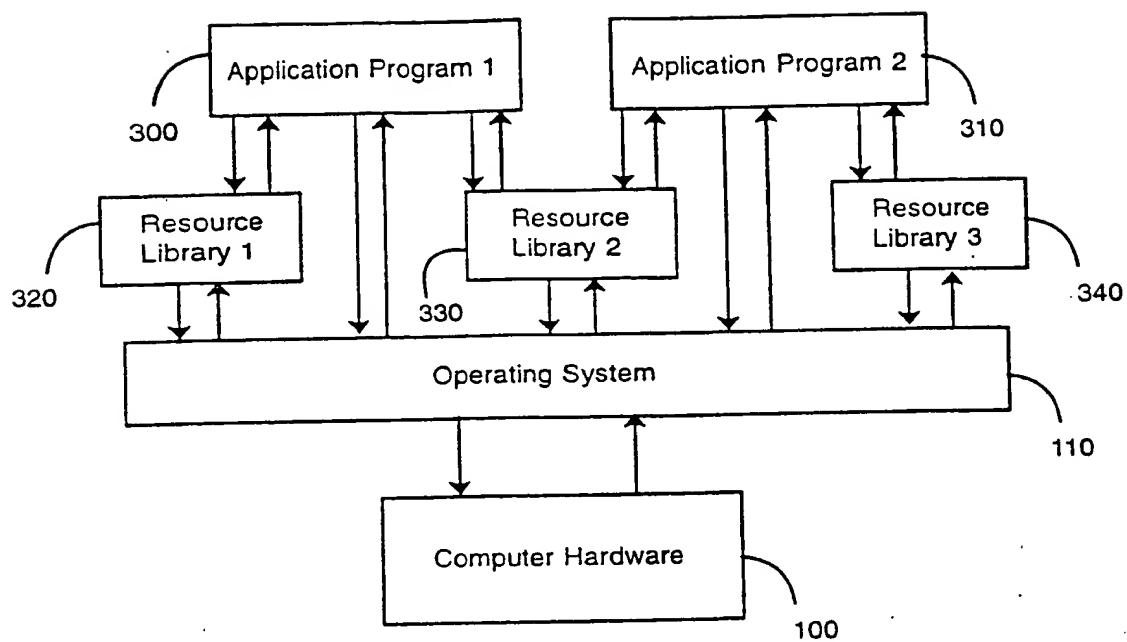 Application Program 1
Application Program 2
300
310
Resource
Library 1
Resource
Library 2
Resource
Library 3
320
330
340
Operating System
110
Computer Hardware
100